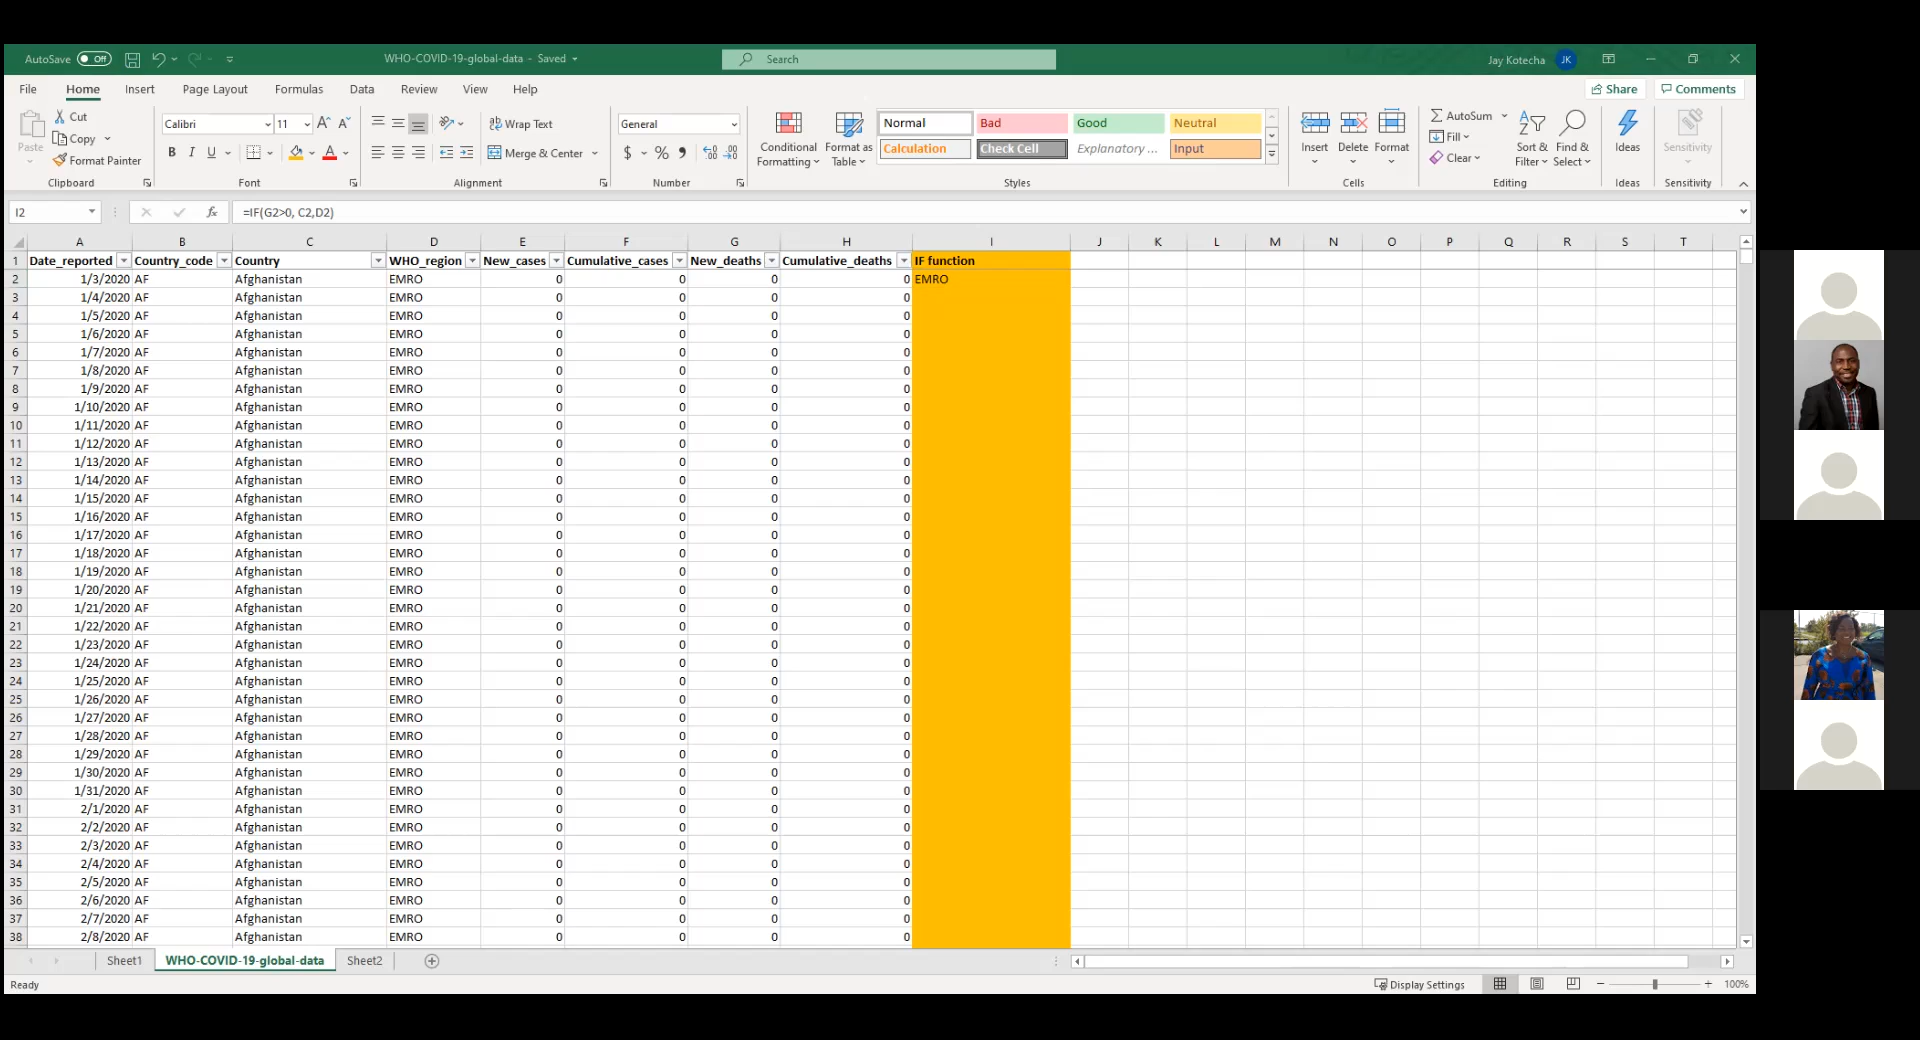 AutoSave Off WHO-COVID-19-global-data - Saved Search Jay Kotecha JK
File Home Insert Page Layout Formulas Data Review View Help Share Comments
Paste Cut Copy Format Painter Clipboard
Calibri 11 B I U Font
Wrap Text Merge & Center Alignment
General $ % Number
Conditional Formatting Format as Table
Normal Bad Good Neutral
Calculation Check Cell Explanatory ... Input
Styles
Insert Delete Format Cells
AutoSum Fill Clear Sort & Filter Find & Select Editing
Ideas Ideas
Sensitivity Sensitivity
I2 fx =IF(G2>0, C2,D2)
A B C D E F G H I J K L M N O P Q R S T
1 Date_reported Country_code Country WHO_region New_cases Cumulative_cases New_deaths Cumulative_deaths IF function
2 1/3/2020 AF Afghanistan EMRO 0 0 0 0 EMRO
3 1/4/2020 AF Afghanistan EMRO 0 0 0 0
4 1/5/2020 AF Afghanistan EMRO 0 0 0 0
5 1/6/2020 AF Afghanistan EMRO 0 0 0 0
6 1/7/2020 AF Afghanistan EMRO 0 0 0 0
7 1/8/2020 AF Afghanistan EMRO 0 0 0 0
8 1/9/2020 AF Afghanistan EMRO 0 0 0 0
9 1/10/2020 AF Afghanistan EMRO 0 0 0 0
10 1/11/2020 AF Afghanistan EMRO 0 0 0 0
11 1/12/2020 AF Afghanistan EMRO 0 0 0 0
12 1/13/2020 AF Afghanistan EMRO 0 0 0 0
13 1/14/2020 AF Afghanistan EMRO 0 0 0 0
14 1/15/2020 AF Afghanistan EMRO 0 0 0 0
15 1/16/2020 AF Afghanistan EMRO 0 0 0 0
16 1/17/2020 AF Afghanistan EMRO 0 0 0 0
17 1/18/2020 AF Afghanistan EMRO 0 0 0 0
18 1/19/2020 AF Afghanistan EMRO 0 0 0 0
19 1/20/2020 AF Afghanistan EMRO 0 0 0 0
20 1/21/2020 AF Afghanistan EMRO 0 0 0 0
21 1/22/2020 AF Afghanistan EMRO 0 0 0 0
22 1/23/2020 AF Afghanistan EMRO 0 0 0 0
23 1/24/2020 AF Afghanistan EMRO 0 0 0 0
24 1/25/2020 AF Afghanistan EMRO 0 0 0 0
25 1/26/2020 AF Afghanistan EMRO 0 0 0 0
26 1/27/2020 AF Afghanistan EMRO 0 0 0 0
27 1/28/2020 AF Afghanistan EMRO 0 0 0 0
28 1/29/2020 AF Afghanistan EMRO 0 0 0 0
29 1/30/2020 AF Afghanistan EMRO 0 0 0 0
30 1/31/2020 AF Afghanistan EMRO 0 0 0 0
31 2/1/2020 AF Afghanistan EMRO 0 0 0 0
32 2/2/2020 AF Afghanistan EMRO 0 0 0 0
33 2/3/2020 AF Afghanistan EMRO 0 0 0 0
34 2/4/2020 AF Afghanistan EMRO 0 0 0 0
35 2/5/2020 AF Afghanistan EMRO 0 0 0 0
36 2/6/2020 AF Afghanistan EMRO 0 0 0 0
37 2/7/2020 AF Afghanistan EMRO 0 0 0 0
38 2/8/2020 AF Afghanistan EMRO 0 0 0 0
Sheet1 WHO-COVID-19-global-data Sheet2
Ready Display Settings 100%